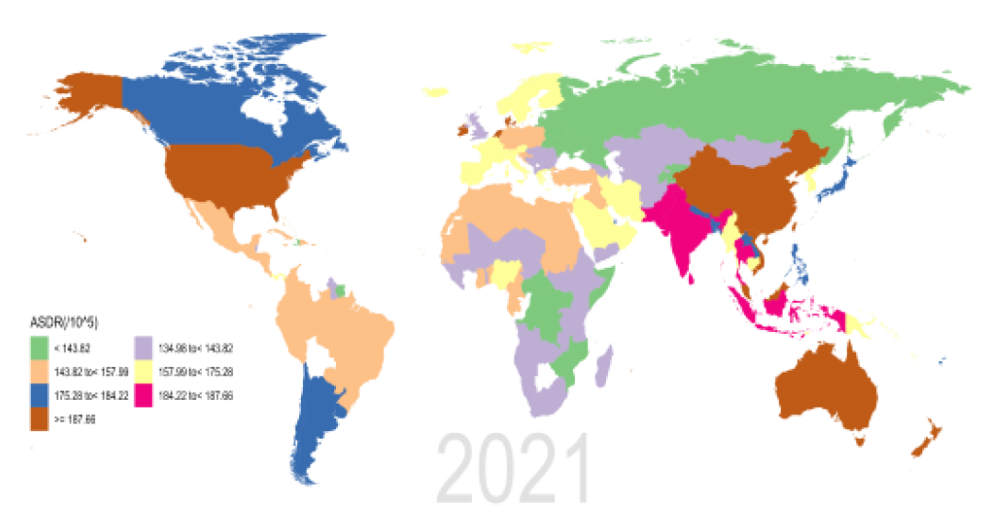 ASDR(/10^5)
< 143.82
134.98 to< 143.82
143.82 to< 157.99
157.99 to< 175.28
175.28 to< 184.22
184.22 to< 187.66
>= 187.66
2021